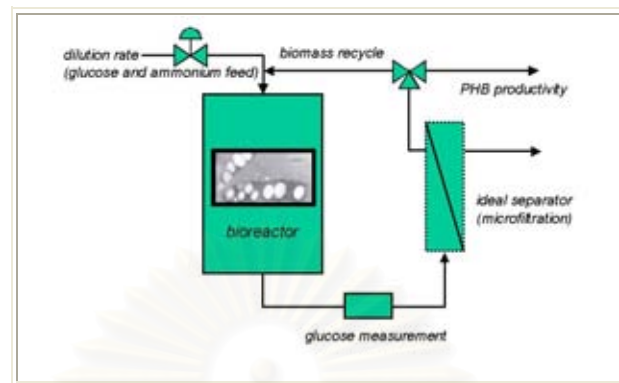 dilution rate
(glucose and ammonium feed)
biomass recycle
PHB productivity
ideal separator
(microfiltration)
bioreactor
glucose measurement